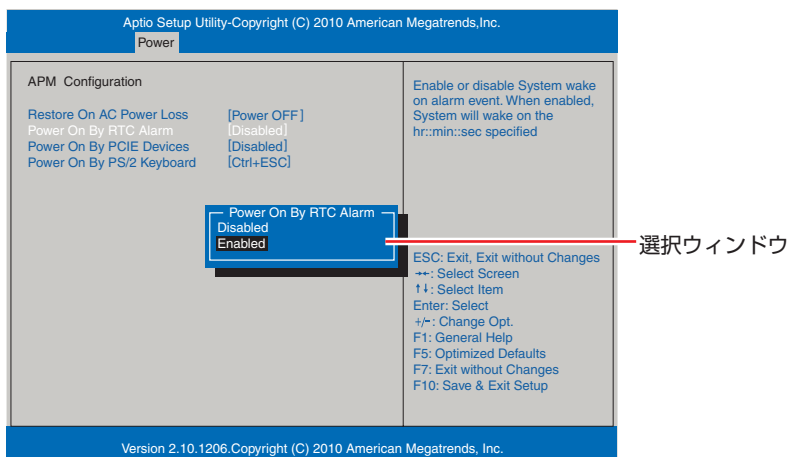 Aptio Setup Utility-Copyright (C) 2010 American Megatrends,Inc.
Power
APM Configuration
Restore On AC Power Loss [Power OFF]
Power On By RTC Alarm [Disabled]
Power On By PCIE Devices [Disabled]
Power On By PS/2 Keyboard [Ctrl+ESC]
Enable or disable System wake
on alarm event. When enabled,
System will wake on the
hr::min::sec specified
Power On By RTC Alarm
Disabled
Enabled
選択ウィンドウ
ESC: Exit, Exit without Changes
→←: Select Screen
↑↓: Select Item
Enter: Select
+/-: Change Opt.
F1: General Help
F5: Optimized Defaults
F7: Exit without Changes
F10: Save & Exit Setup
Version 2.10.1206.Copyright (C) 2010 American Megatrends, Inc.